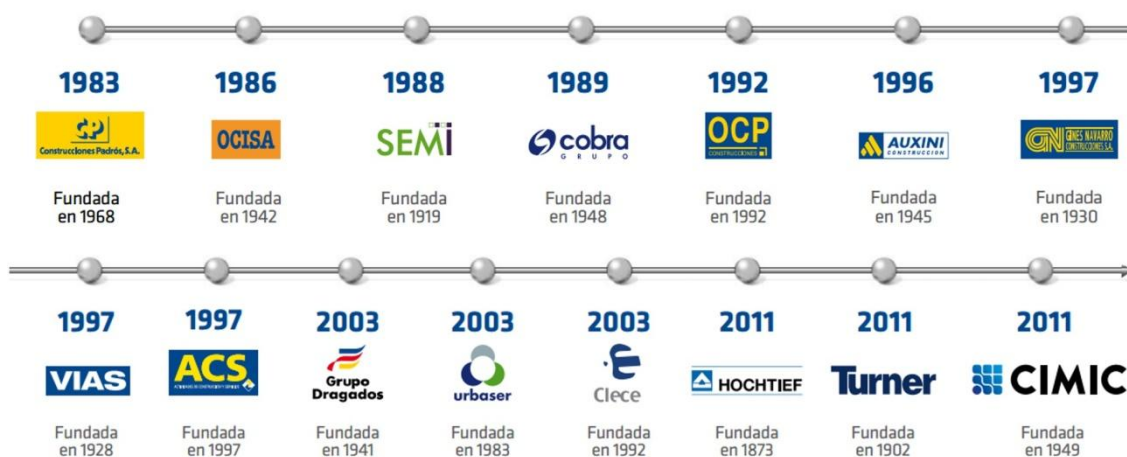 1983
1986
1988
1989
1992
1996
1997
CP
Construcciones Padrós, S.A.
OCISA
SEMI
cobra
GRUPO
OCP
CONSTRUCCIONES
AUXINI
CONSTRUCCIÓN
GN
GINES NAVARRO
CONSTRUCCIONES S.A.
Fundada
en 1968
Fundada
en 1942
Fundada
en 1919
Fundada
en 1948
Fundada
en 1992
Fundada
en 1945
Fundada
en 1930
1997
1997
2003
2003
2003
2011
2011
2011
VIAS
ACS
Grupo
Dragados
urbaser
Clece
HOCHTIEF
Turner
CIMIC
Fundada
en 1928
Fundada
en 1997
Fundada
en 1941
Fundada
en 1983
Fundada
en 1992
Fundada
en 1873
Fundada
en 1902
Fundada
en 1949